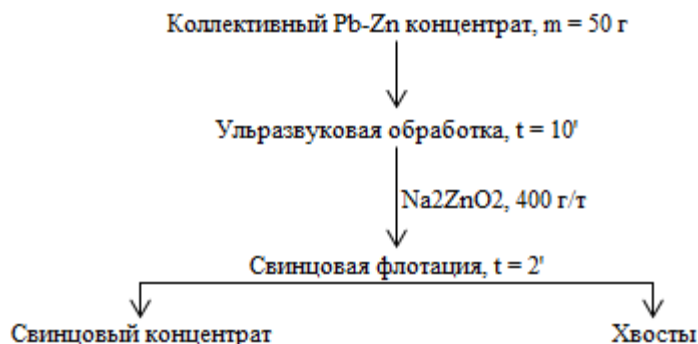 Коллективный Pb-Zn концентрат, m = 50 г
Ульразвуковая обработка, t = 10'
Na2ZnO2, 400 г/т
Свинцовая флотация, t = 2'
Свинцовый концентрат
Хвосты